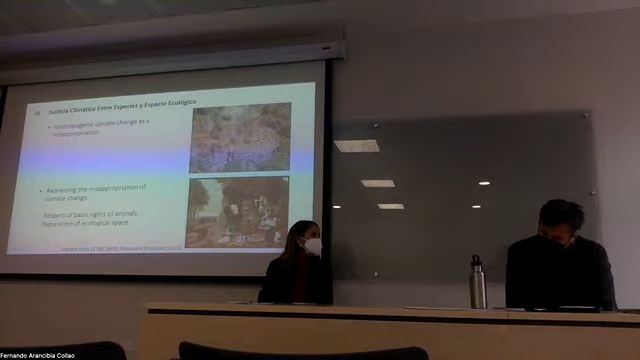 III. Justicia Climática Entre Especies y Espacio Ecológico
• Anthropogenic climate change as a misappropriation
• Redressing the misappropriation of climate change:
Respect of basic rights of animals
Reparation of ecological space
Fernando Arancibia Collao